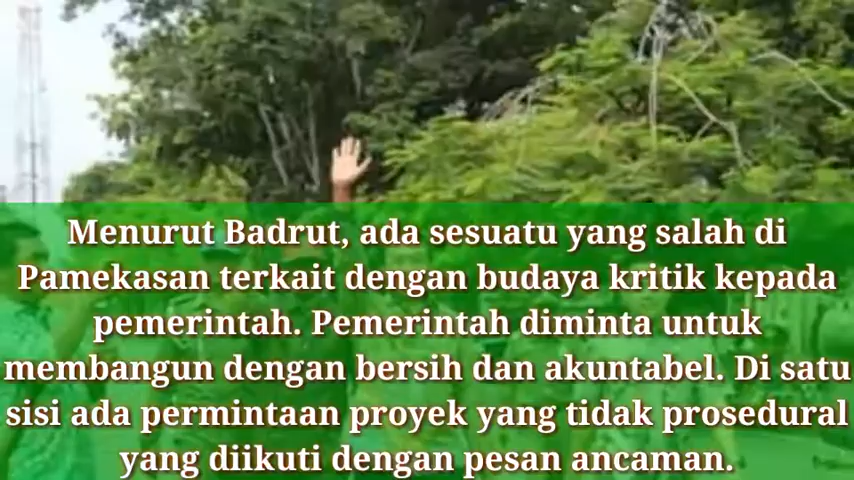 Menurut Badrut, ada sesuatu yang salah di
Pamekasan terkait dengan budaya kritik kepada
pemerintah. Pemerintah diminta untuk
membangun dengan bersih dan akuntabel. Di satu
sisi ada permintaan proyek yang tidak prosedural
yang diikuti dengan pesan ancaman.